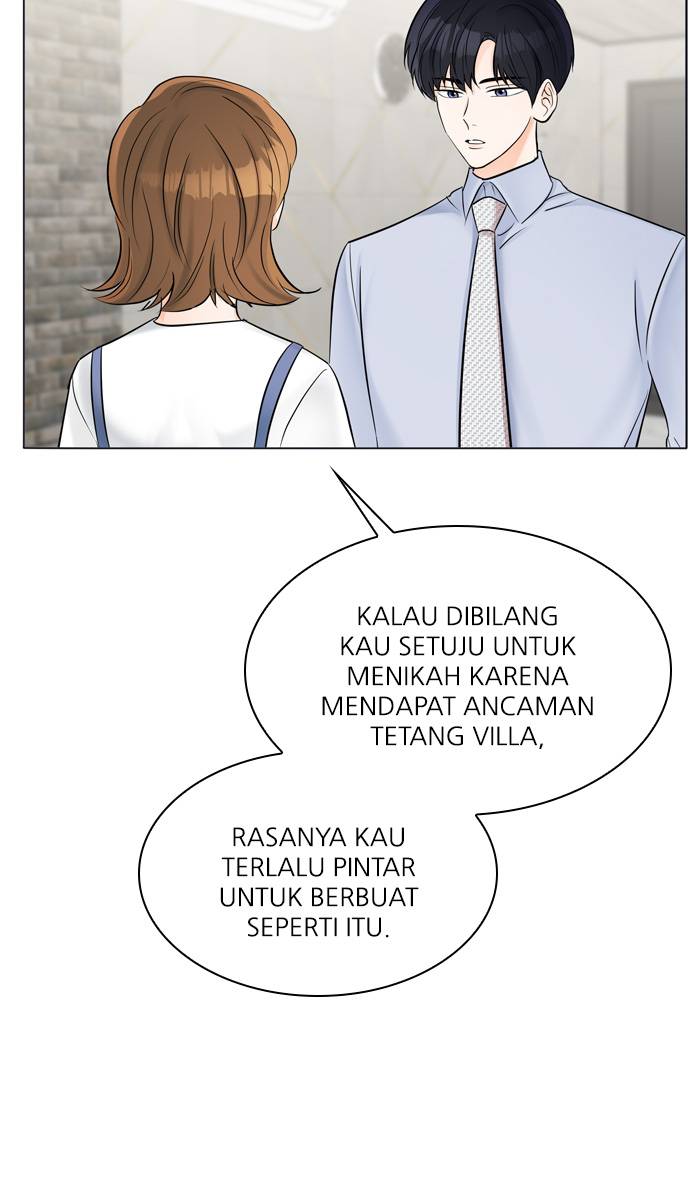 KALAU DIBILANG
KAU SETUJU UNTUK
MENIKAH KARENA
MENDAPAT ANCAMAN
TETANG VILLA,
RASANYA KAU
TERLALU PINTAR
UNTUK BERBUAT
SEPERTI ITU.